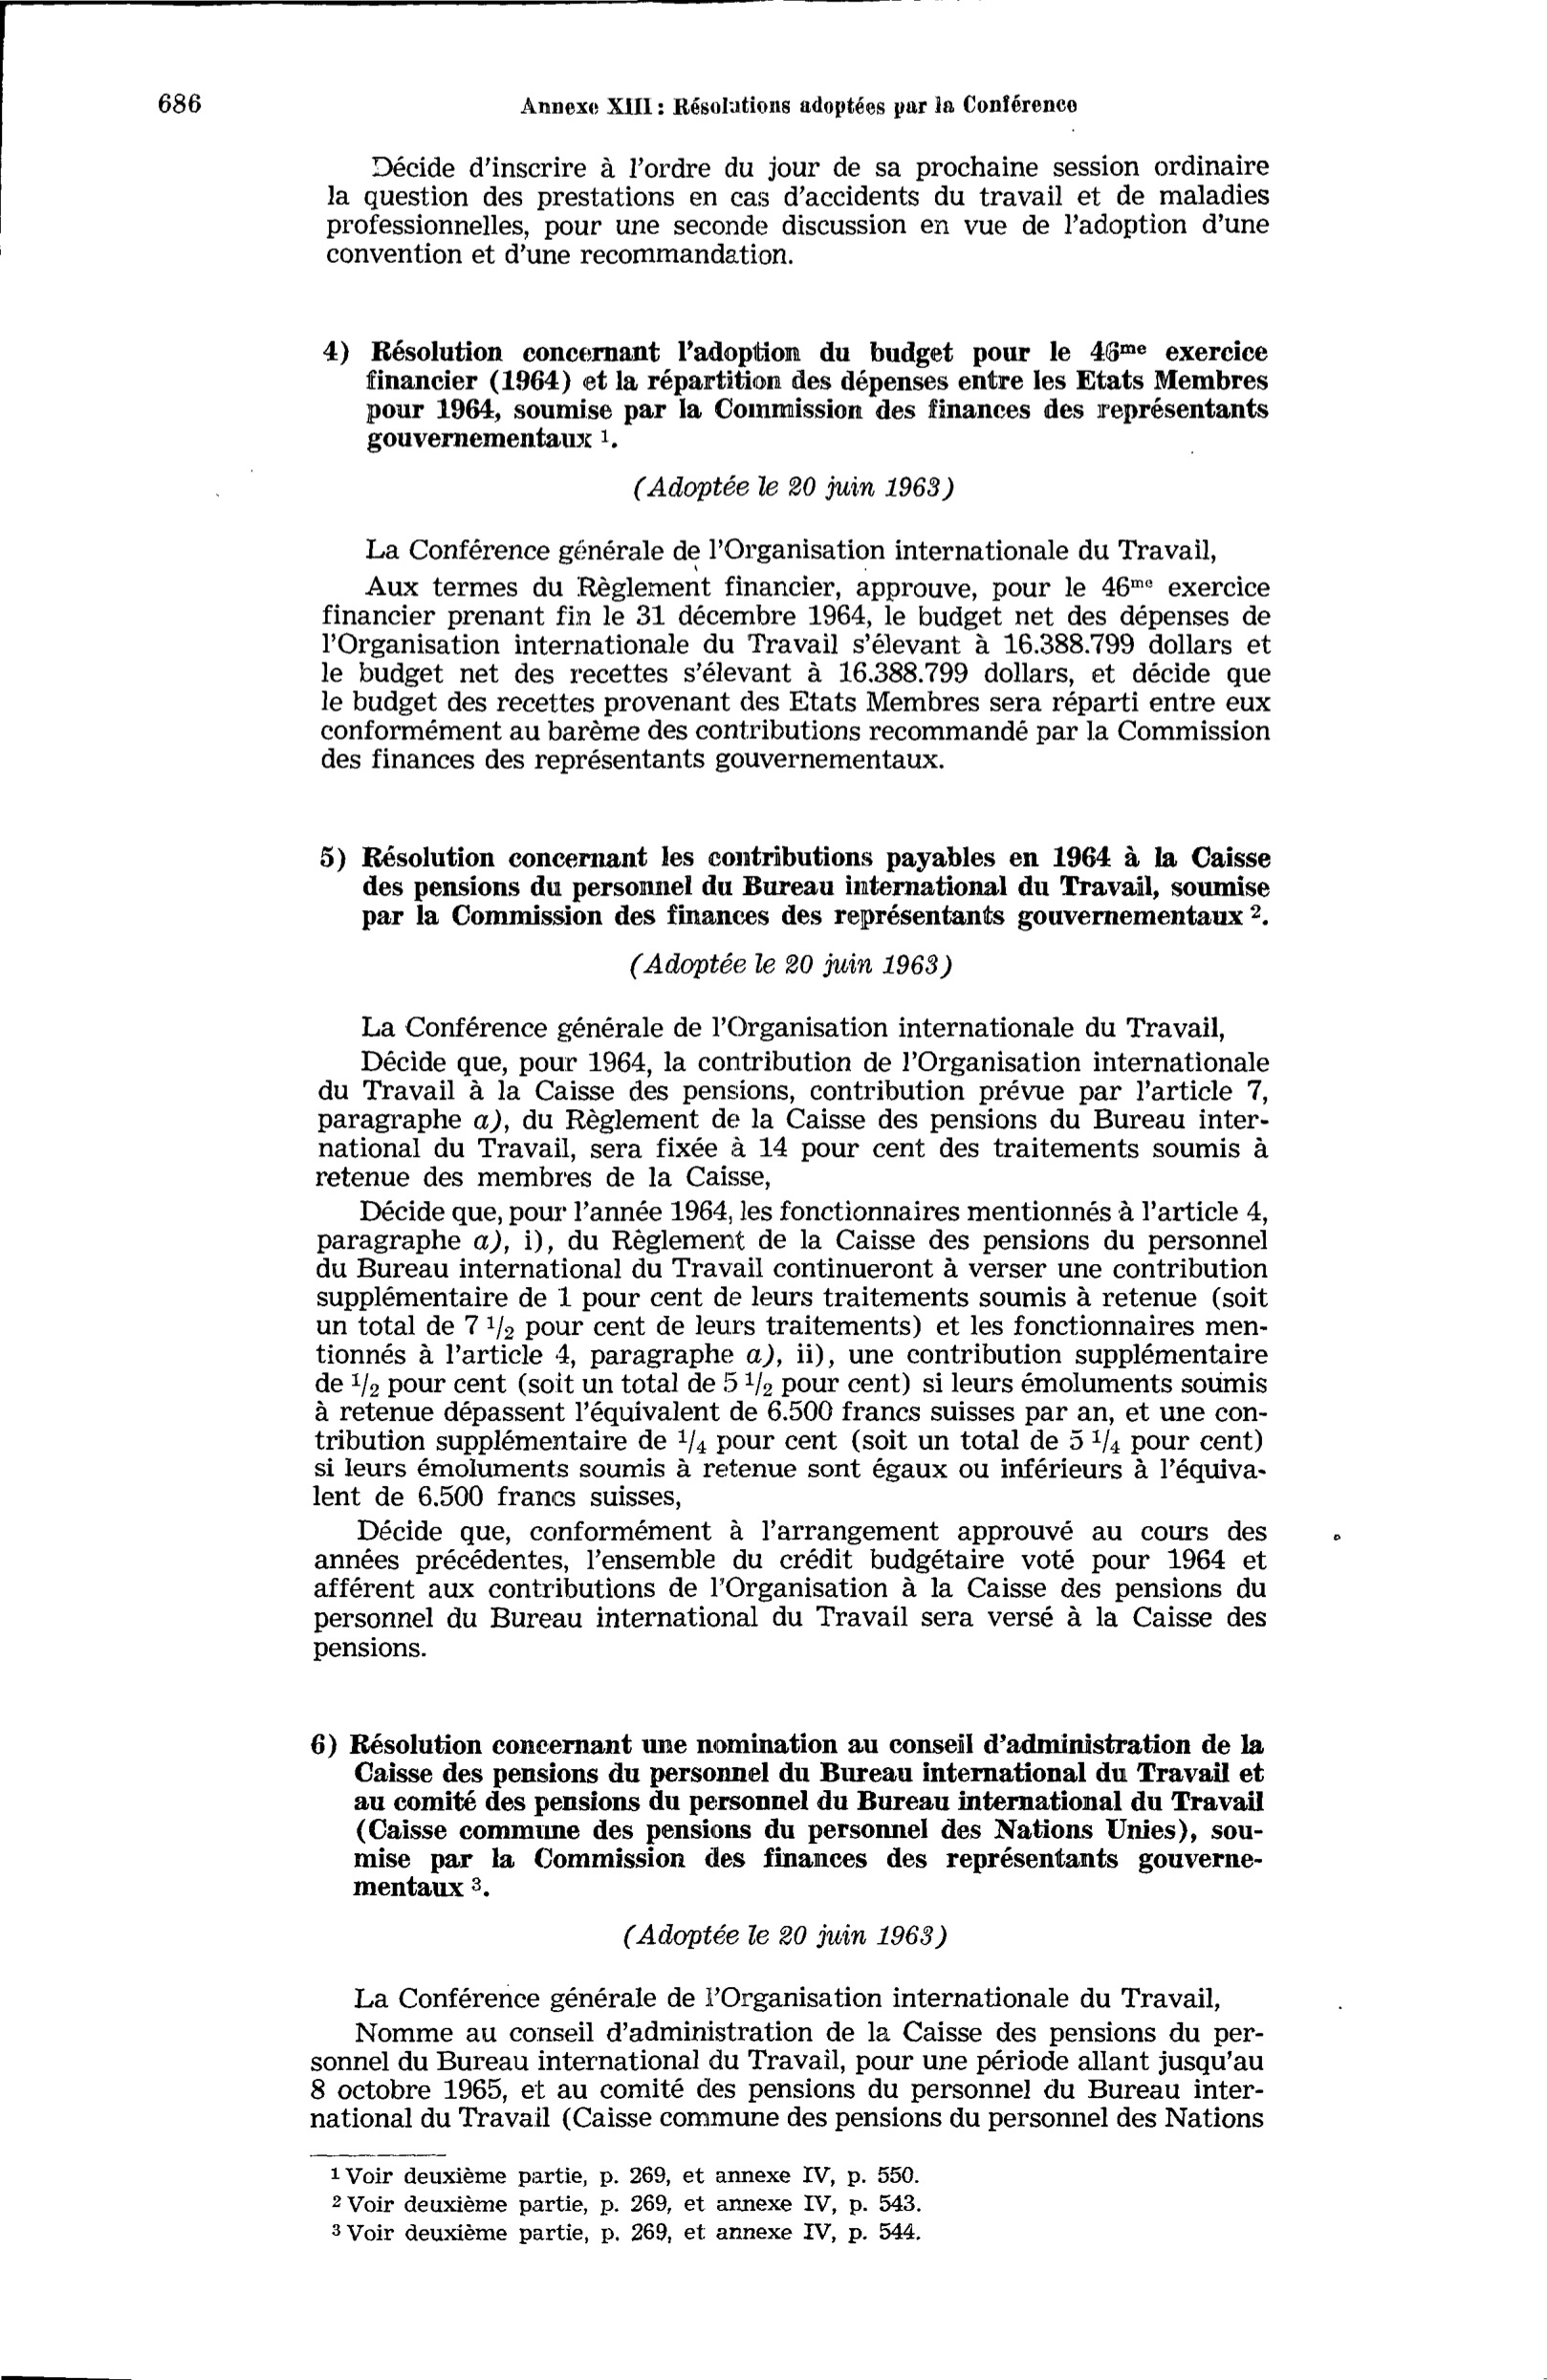 686
Annexe XIII : Résolutions adoptées par la Conférence
Décide d'inscrire à l'ordre du jour de sa prochaine session ordinaire
la question des prestations en cas d'accidents du travail et de maladies
professionnelles, pour une seconde discussion en vue de l'adoption d'une
convention et d'une recommandation.
4) Résolution concernant l'adoption du budget pour le 46me exercice
financier (1964) et la répartition des dépenses entre les Etats Membres
pour 1964, soumise par la Commission des finances des représentants
gouvernementaux 1.
(Adoptée le 20 juin 1963)
La Conférence générale de l'Organisation internationale du Travail,
Aux termes du Règlement financier, approuve, pour le 46me exercice
financier prenant fin le 31 décembre 1964, le budget net des dépenses de
l'Organisation internationale du Travail s'élevant à 16.388.799 dollars et
le budget net des recettes s'élevant à 16.388.799 dollars, et décide que
le budget des recettes provenant des Etats Membres sera réparti entre eux
conformément au barème des contributions recommandé par la Commission
des finances des représentants gouvernementaux.
5) Résolution concernant les contributions payables en 1964 à la Caisse
des pensions du personnel du Bureau international du Travail, soumise
par la Commission des finances des représentants gouvernementaux 2.
(Adoptée le 20 juin 1963)
La Conférence générale de l'Organisation internationale du Travail,
Décide que, pour 1964, la contribution de l'Organisation internationale
du Travail à la Caisse des pensions, contribution prévue par l'article 7,
paragraphe a), du Règlement de la Caisse des pensions du Bureau inter-
national du Travail, sera fixée à 14 pour cent des traitements soumis à
retenue des membres de la Caisse,
Décide que, pour l'année 1964, les fonctionnaires mentionnés à l'article 4,
paragraphe a), i), du Règlement de la Caisse des pensions du personnel
du Bureau international du Travail continueront à verser une contribution
supplémentaire de 1 pour cent de leurs traitements soumis à retenue (soit
un total de 7 1/2 pour cent de leurs traitements) et les fonctionnaires men-
tionnés à l'article 4, paragraphe a), ii), une contribution supplémentaire
de 1/2 pour cent (soit un total de 5 1/2 pour cent) si leurs émoluments soumis
à retenue dépassent l'équivalent de 6.500 francs suisses par an, et une con-
tribution supplémentaire de 1/4 pour cent (soit un total de 5 1/4 pour cent)
si leurs émoluments soumis à retenue sont égaux ou inférieurs à l'équiva-
lent de 6.500 francs suisses,
Décide que, conformément à l'arrangement approuvé au cours des
années précédentes, l'ensemble du crédit budgétaire voté pour 1964 et
afférent aux contributions de l'Organisation à la Caisse des pensions du
personnel du Bureau international du Travail sera versé à la Caisse des
pensions.
6) Résolution concernant une nomination au conseil d'administration de la
Caisse des pensions du personnel du Bureau international du Travail et
au comité des pensions du personnel du Bureau international du Travail
(Caisse commune des pensions du personnel des Nations Unies), sou-
mise par la Commission des finances des représentants gouverne-
mentaux 3.
(Adoptée le 20 juin 1963)
La Conférence générale de l'Organisation internationale du Travail,
Nomme au conseil d'administration de la Caisse des pensions du per-
sonnel du Bureau international du Travail, pour une période allant jusqu'au
8 octobre 1965, et au comité des pensions du personnel du Bureau inter-
national du Travail (Caisse commune des pensions du personnel des Nations
1 Voir deuxième partie, p. 269, et annexe IV, p. 550.
2 Voir deuxième partie, p. 269, et annexe IV, p. 543.
3 Voir deuxième partie, p. 269, et annexe IV, p. 544.